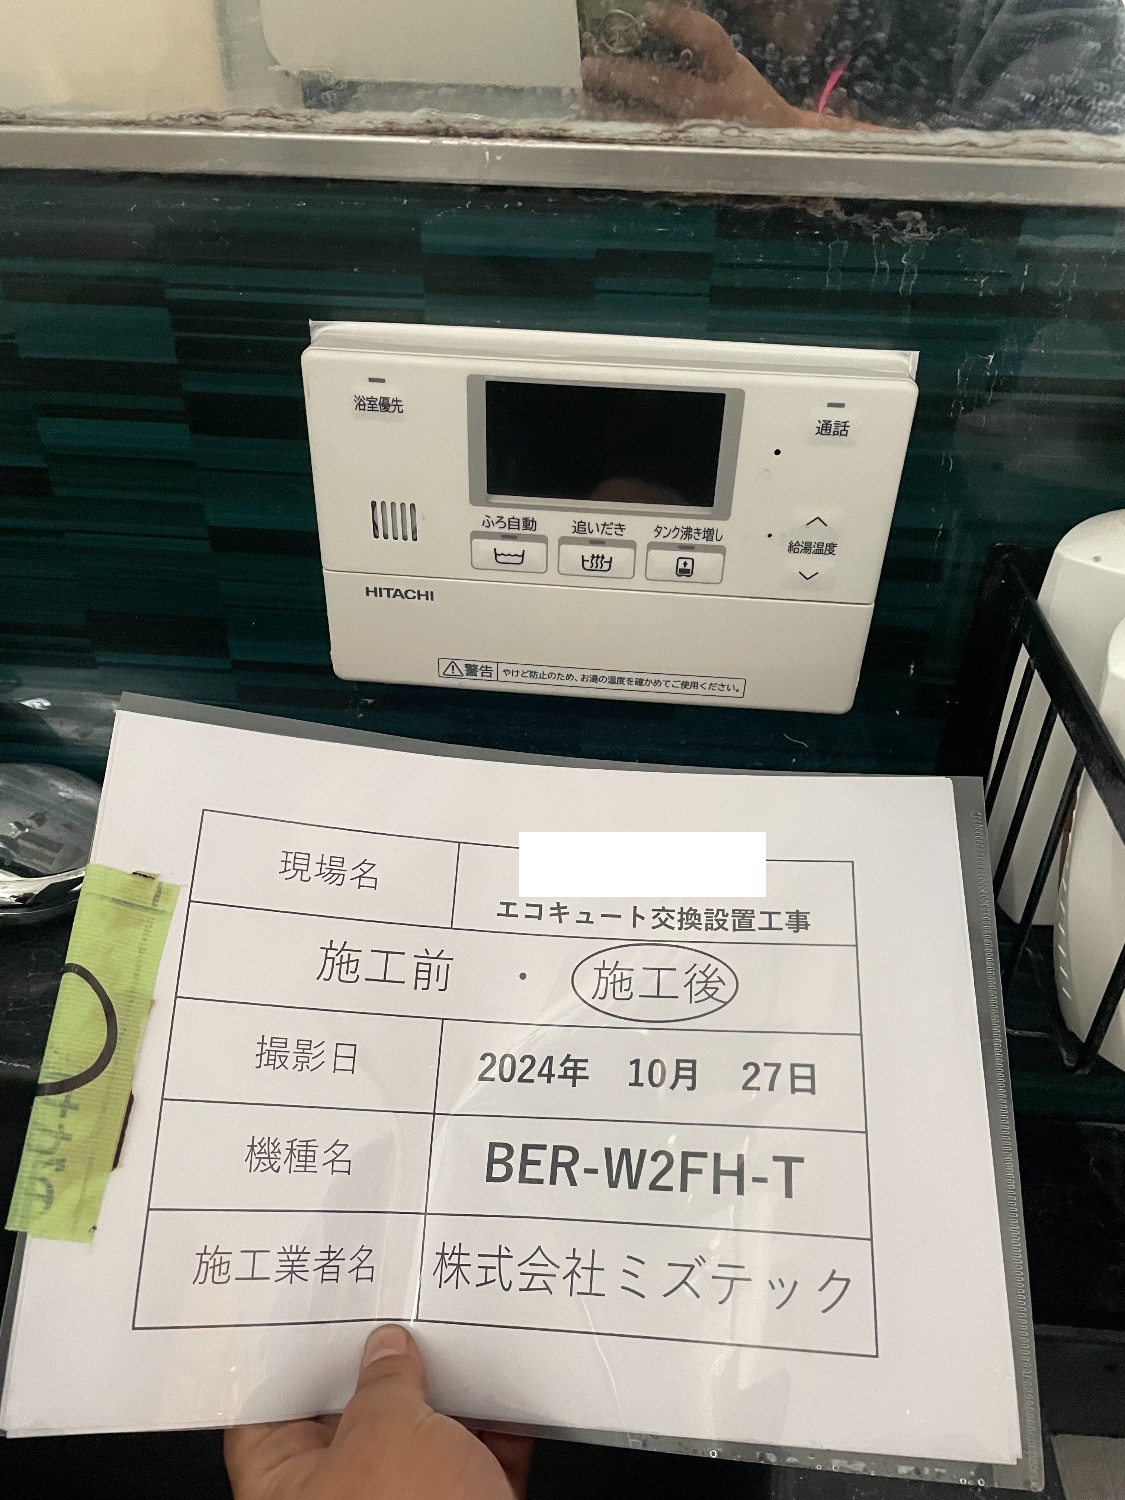 浴室優先
通話
ふろ自動
追いだき
タンク沸き増し
給湯温度
HITACHI
警告 やけど防止のため、お湯の温度を確かめてご使用ください。
現場名
エコキュート交換設置工事
施工前 ・ 施工後
撮影日 2024年 10月 27日
機種名 BER-W2FH-T
施工業者名 株式会社ミズテック